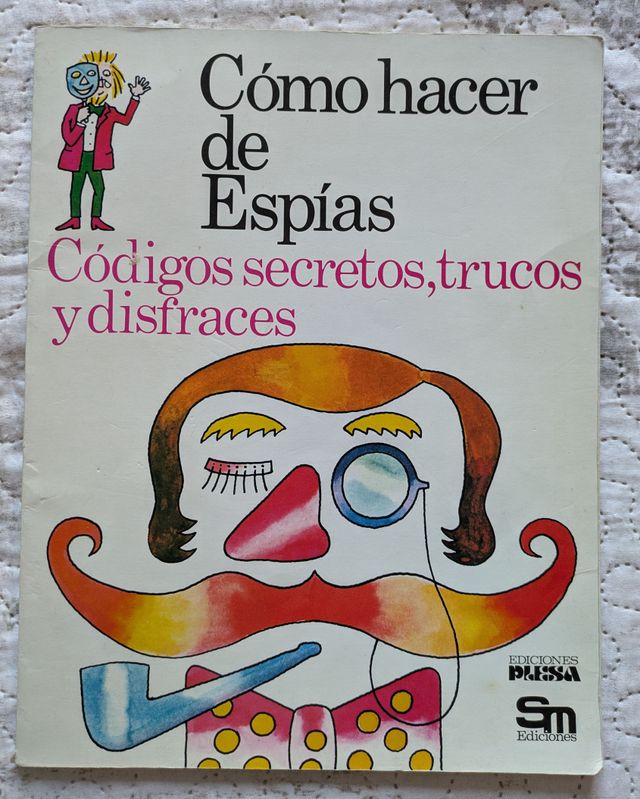 Cómo hacer
de
Espías
Códigos secretos, trucos
y disfraces
EDICIONES
PLESA
Sm
Ediciones